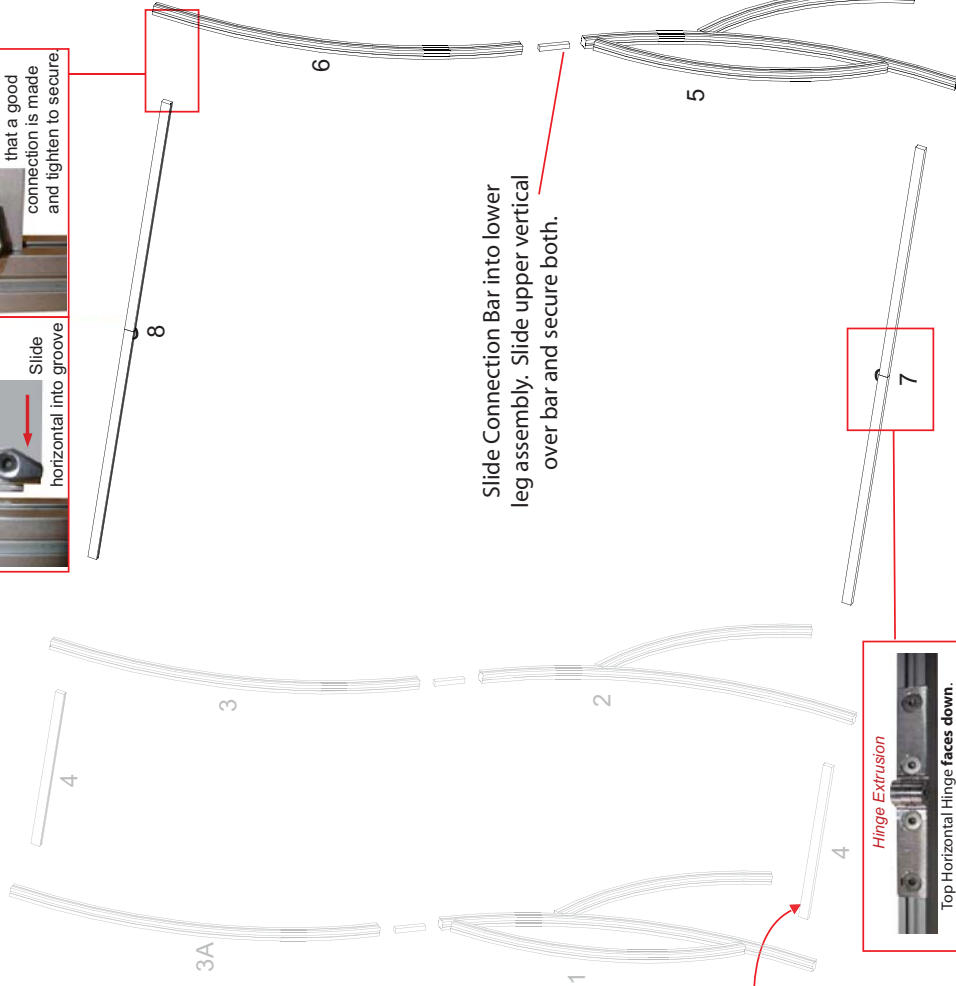 Slide
horizontal into groove
that a good
connection is made
and tighten to secure.
6
8
5
Slide Connection Bar into lower
leg assembly. Slide upper vertical
over bar and secure both.
7
3
2
4
4
3A
1
Hinge Extrusion
Top Horizontal Hinge faces down.